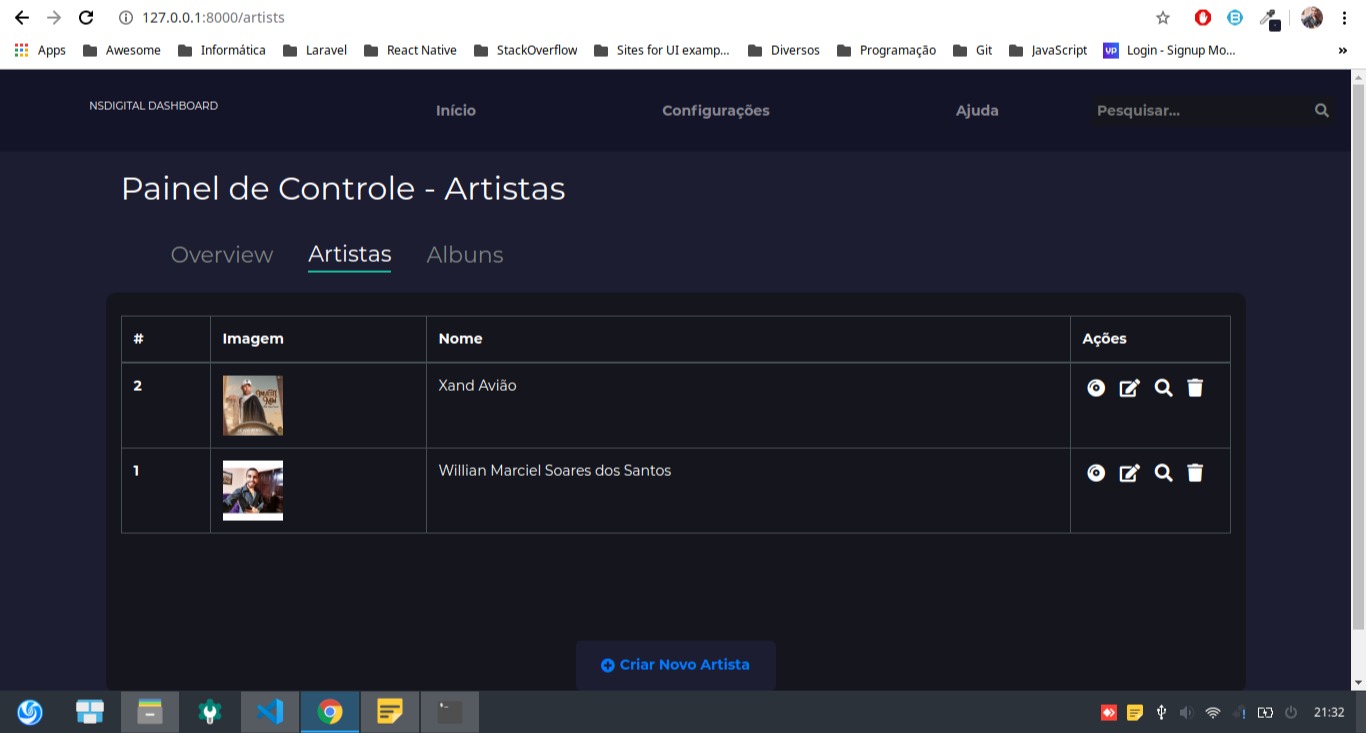 127.0.0.1:8000/artists
Apps Awesome Informática Laravel React Native StackOverflow Sites for UI examp... Diversos Programação Git JavaScript Login - Signup Mo... »
NSDIGITAL DASHBOARD Início Configurações Ajuda Pesquisar...
Painel de Controle - Artistas
Overview Artistas Albuns
# Imagem Nome Ações
2 Xand Avião
1 Willian Marciel Soares dos Santos
Criar Novo Artista
21:32